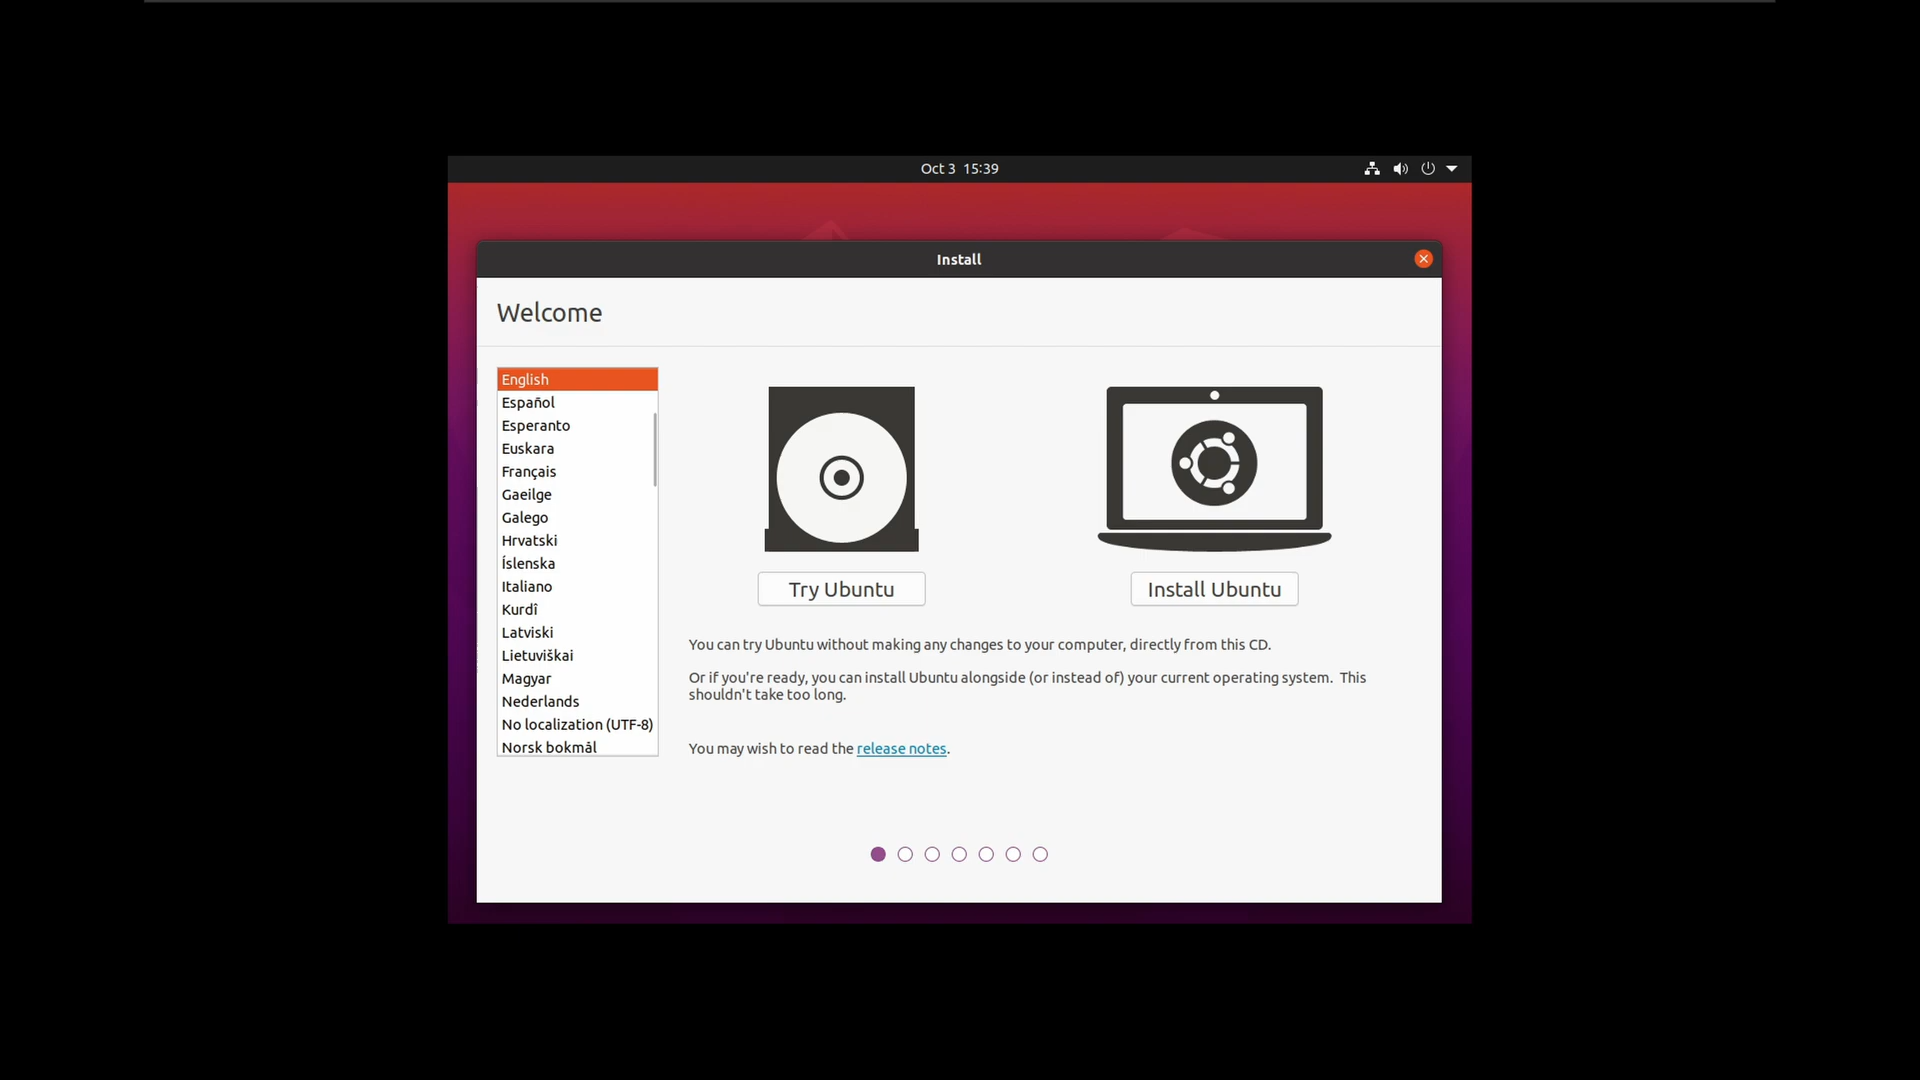 Oct 3 15:39
Install
Welcome
English
Español
Esperanto
Euskara
Français
Gaeilge
Galego
Hrvatski
Íslenska
Italiano
Kurdî
Latviski
Lietuviškai
Magyar
Nederlands
No localization (UTF-8)
Norsk bokmål
Try Ubuntu
Install Ubuntu
You can try Ubuntu without making any changes to your computer, directly from this CD.
Or if you're ready, you can install Ubuntu alongside (or instead of) your current operating system. This
shouldn't take too long.
You may wish to read the release notes.